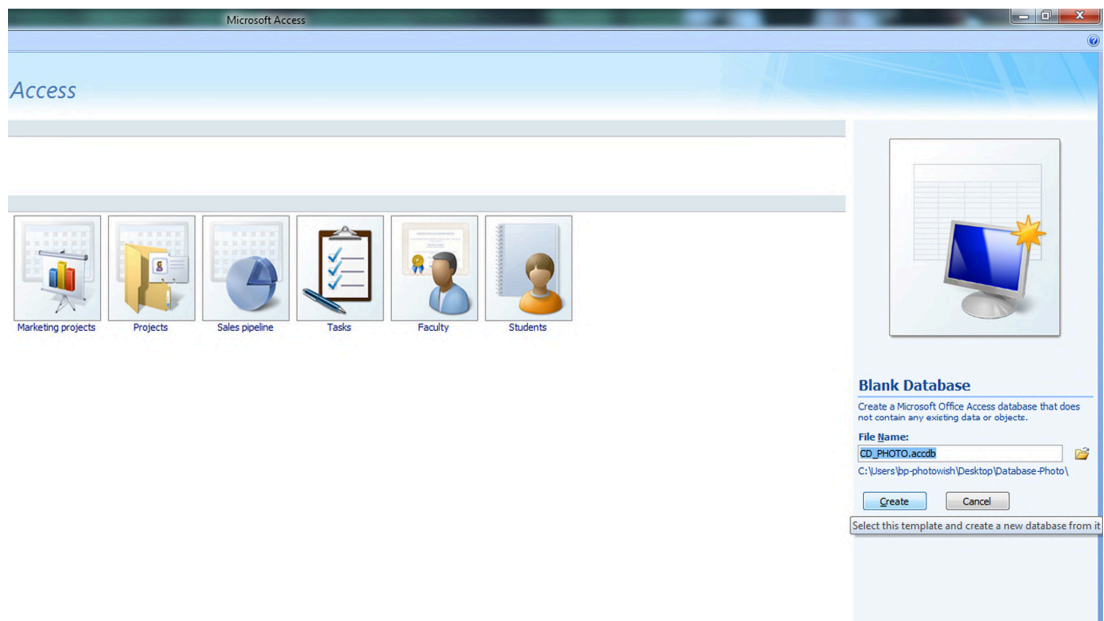 Microsoft Access
Access
Marketing projects
Projects
Sales pipeline
Tasks
Faculty
Students
Blank Database
Create a Microsoft Office Access database that does
not contain any existing data or objects.
File Name:
CD_PHOTO.accdb
C:\Users\bp-photowish\Desktop\Database-Photo\
Create
Cancel
Select this template and create a new database from it